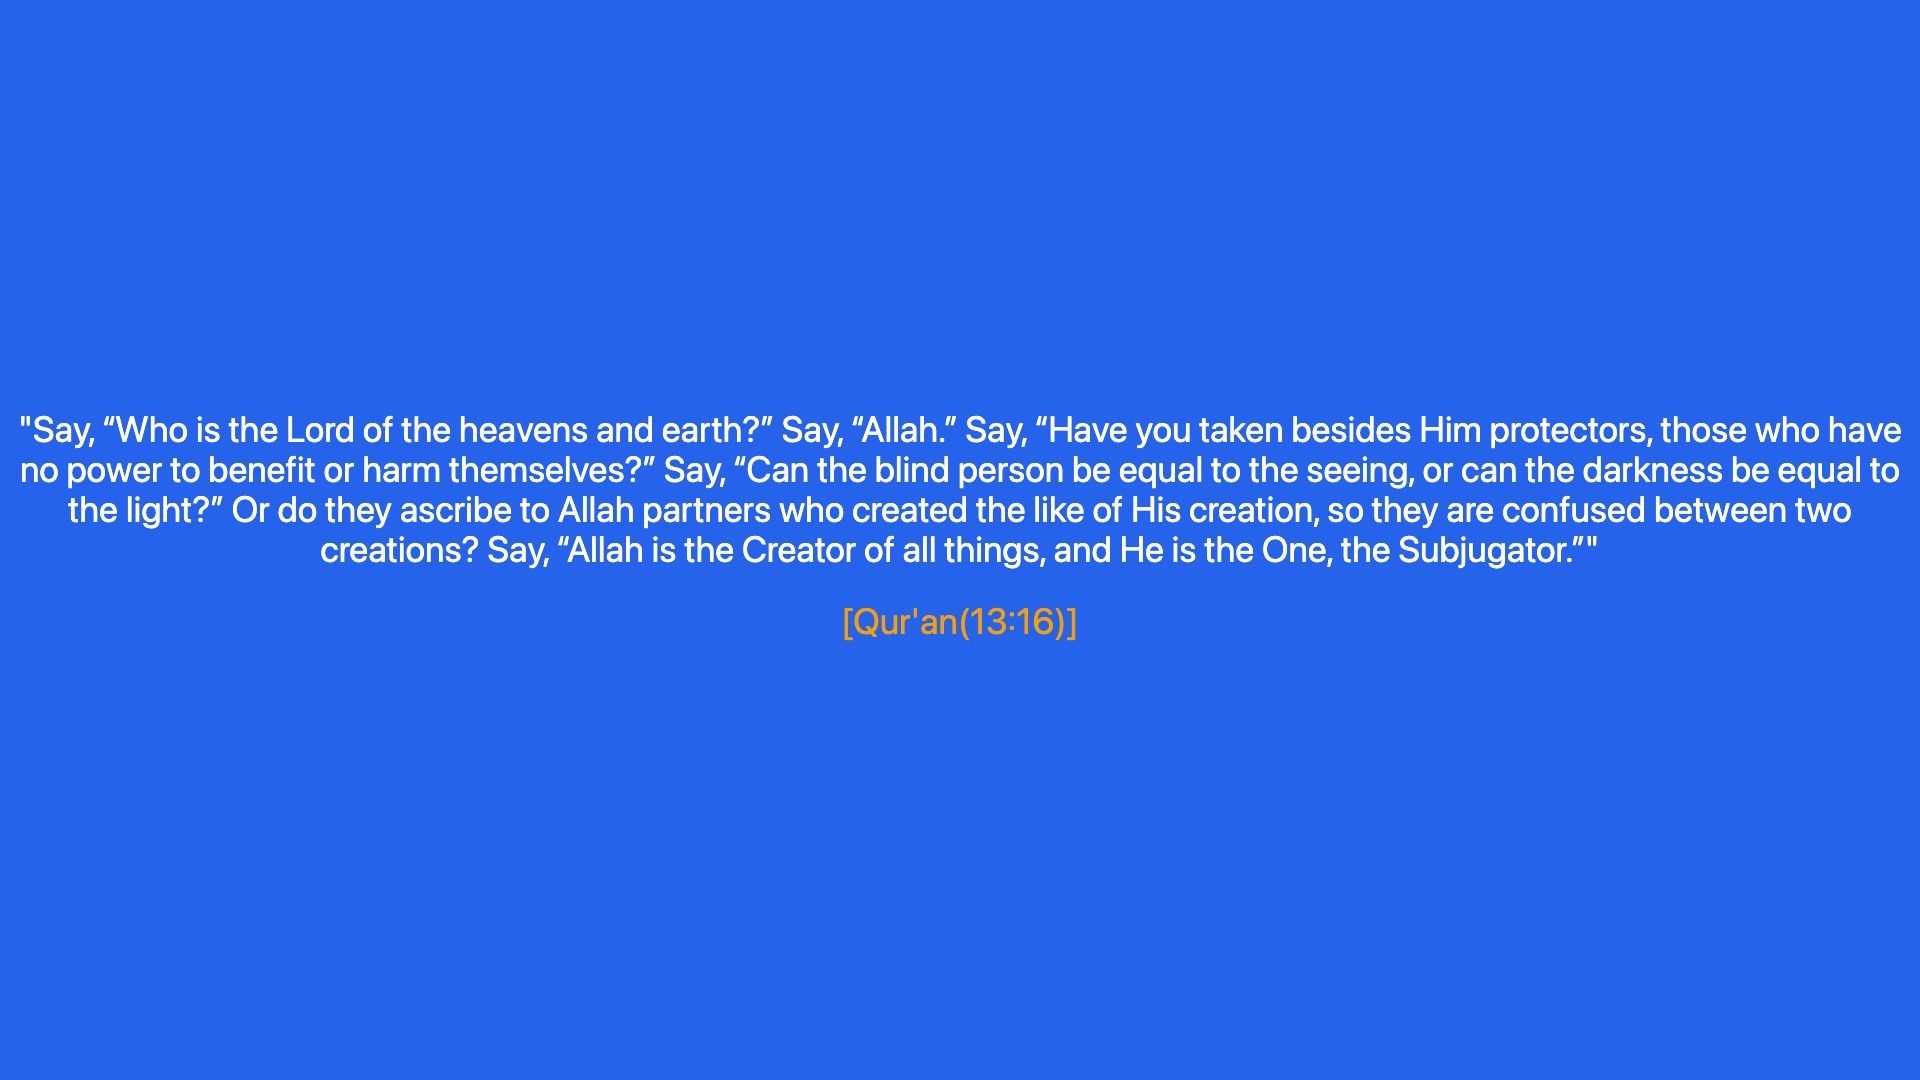 "Say, “Who is the Lord of the heavens and earth?” Say, “Allah.” Say, “Have you taken besides Him protectors, those who have
no power to benefit or harm themselves?” Say, “Can the blind person be equal to the seeing, or can the darkness be equal to
the light?” Or do they ascribe to Allah partners who created the like of His creation, so they are confused between two
creations? Say, “Allah is the Creator of all things, and He is the One, the Subjugator.”"
[Qur'an(13:16)]